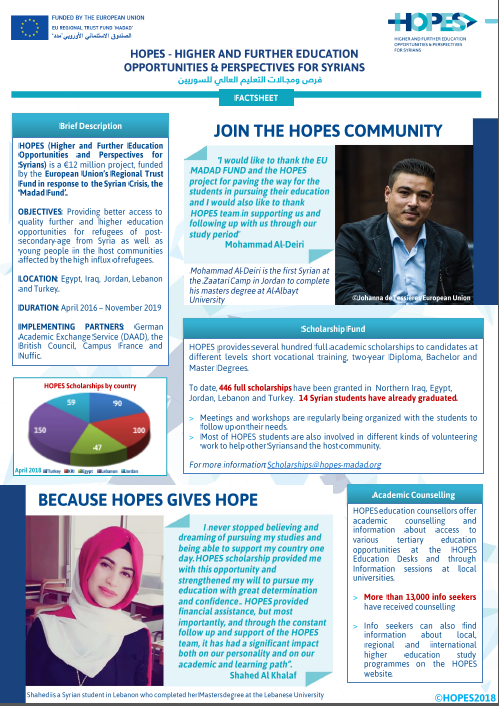 FUNDED BY THE EUROPEAN UNION
EU REGIONAL TRUST FUND 'MADAD'
الصندوق الاستئماني الأوروبي "مدد"
HOPES
HIGHER AND FURTHER EDUCATION
OPPORTUNITIES & PERSPECTIVES
FOR SYRIANS
HOPES - HIGHER AND FURTHER EDUCATION
OPPORTUNITIES & PERSPECTIVES FOR SYRIANS
فرص ومجالات التعليم العالي للسوريين
FACTSHEET
Brief Description
HOPES (Higher and Further Education
Opportunities and Perspectives for
Syrians) is a €12 million project, funded
by the European Union's Regional Trust
Fund in response to the Syrian Crisis, the
'Madad Fund'.
OBJECTIVES: Providing better access to
quality further and higher education
opportunities for refugees of post-
secondary-age from Syria as well as
young people in the host communities
affected by the high influx of refugees.
LOCATION: Egypt, Iraq, Jordan, Lebanon
and Turkey.
DURATION: April 2016 – November 2019
IMPLEMENTING PARTNERS: German
Academic Exchange Service (DAAD), the
British Council, Campus France and
Nuffic.
HOPES Scholarships by country
59
90
150
100
47
April 2018
Turkey
KRI
Egypt
Lebanon
Jordan
JOIN THE HOPES COMMUNITY
"I would like to thank the EU
MADAD FUND and the HOPES
project for paving the way for the
students in pursuing their education
and I would also like to thank
HOPES team in supporting us and
following up with us through our
study period"
Mohammad Al-Deiri
Mohammad Al-Deiri is the first Syrian at
the Zaatari Camp in Jordan to complete
his masters degree at Al-Albayt
University
©Johanna de Tessieres/European Union
Scholarship Fund
HOPES provides several hundred full academic scholarships to candidates at
different levels: short vocational training, two-year Diploma, Bachelor and
Master Degrees.
To date, 446 full scholarships have been granted in Northern Iraq, Egypt,
Jordan, Lebanon and Turkey. 14 Syrian students have already graduated.
> Meetings and workshops are regularly being organized with the students to
follow up on their needs.
> Most of HOPES students are also involved in different kinds of volunteering
work to help other Syrians and the host community.
For more information: Scholarships@hopes-madad.org
BECAUSE HOPES GIVES HOPE
I never stopped believing and
dreaming of pursuing my studies and
being able to support my country one
day. HOPES scholarship provided me
with this opportunity and
strengthened my will to pursue my
education with great determination
and confidence.. HOPES provided
financial assistance, but most
importantly, and through the constant
follow up and support of the HOPES
team, it has had a significant impact
both on our personality and on our
academic and learning path".
Shahed Al Khalaf
Shahed is a Syrian student in Lebanon who completed her Masters degree at the Lebanese University
Academic Counselling
HOPES education counsellors offer
academic counselling and
information about access to
various tertiary education
opportunities at the HOPES
Education Desks and through
Information sessions at local
universities.
> More than 13,000 info seekers
have received counselling
> Info seekers can also find
information about local,
regional and international
higher education study
programmes on the HOPES
website.
©HOPES2018